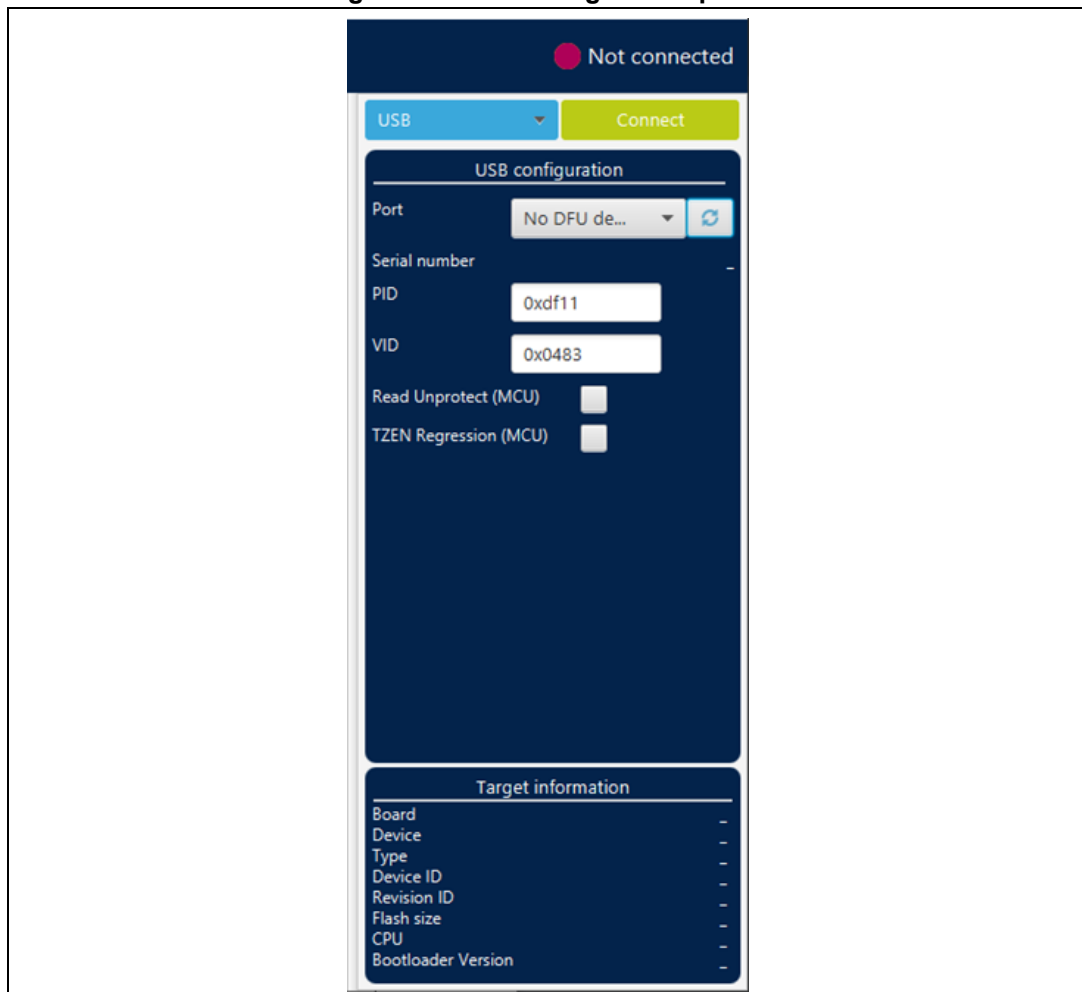 Not connected
USB Connect
USB configuration
Port No DFU de...
Serial number _
PID 0xdf11
VID 0x0483
Read Unprotect (MCU)
TZEN Regression (MCU)
Target information
Board _
Device _
Type _
Device ID _
Revision ID _
Flash size _
CPU _
Bootloader Version _